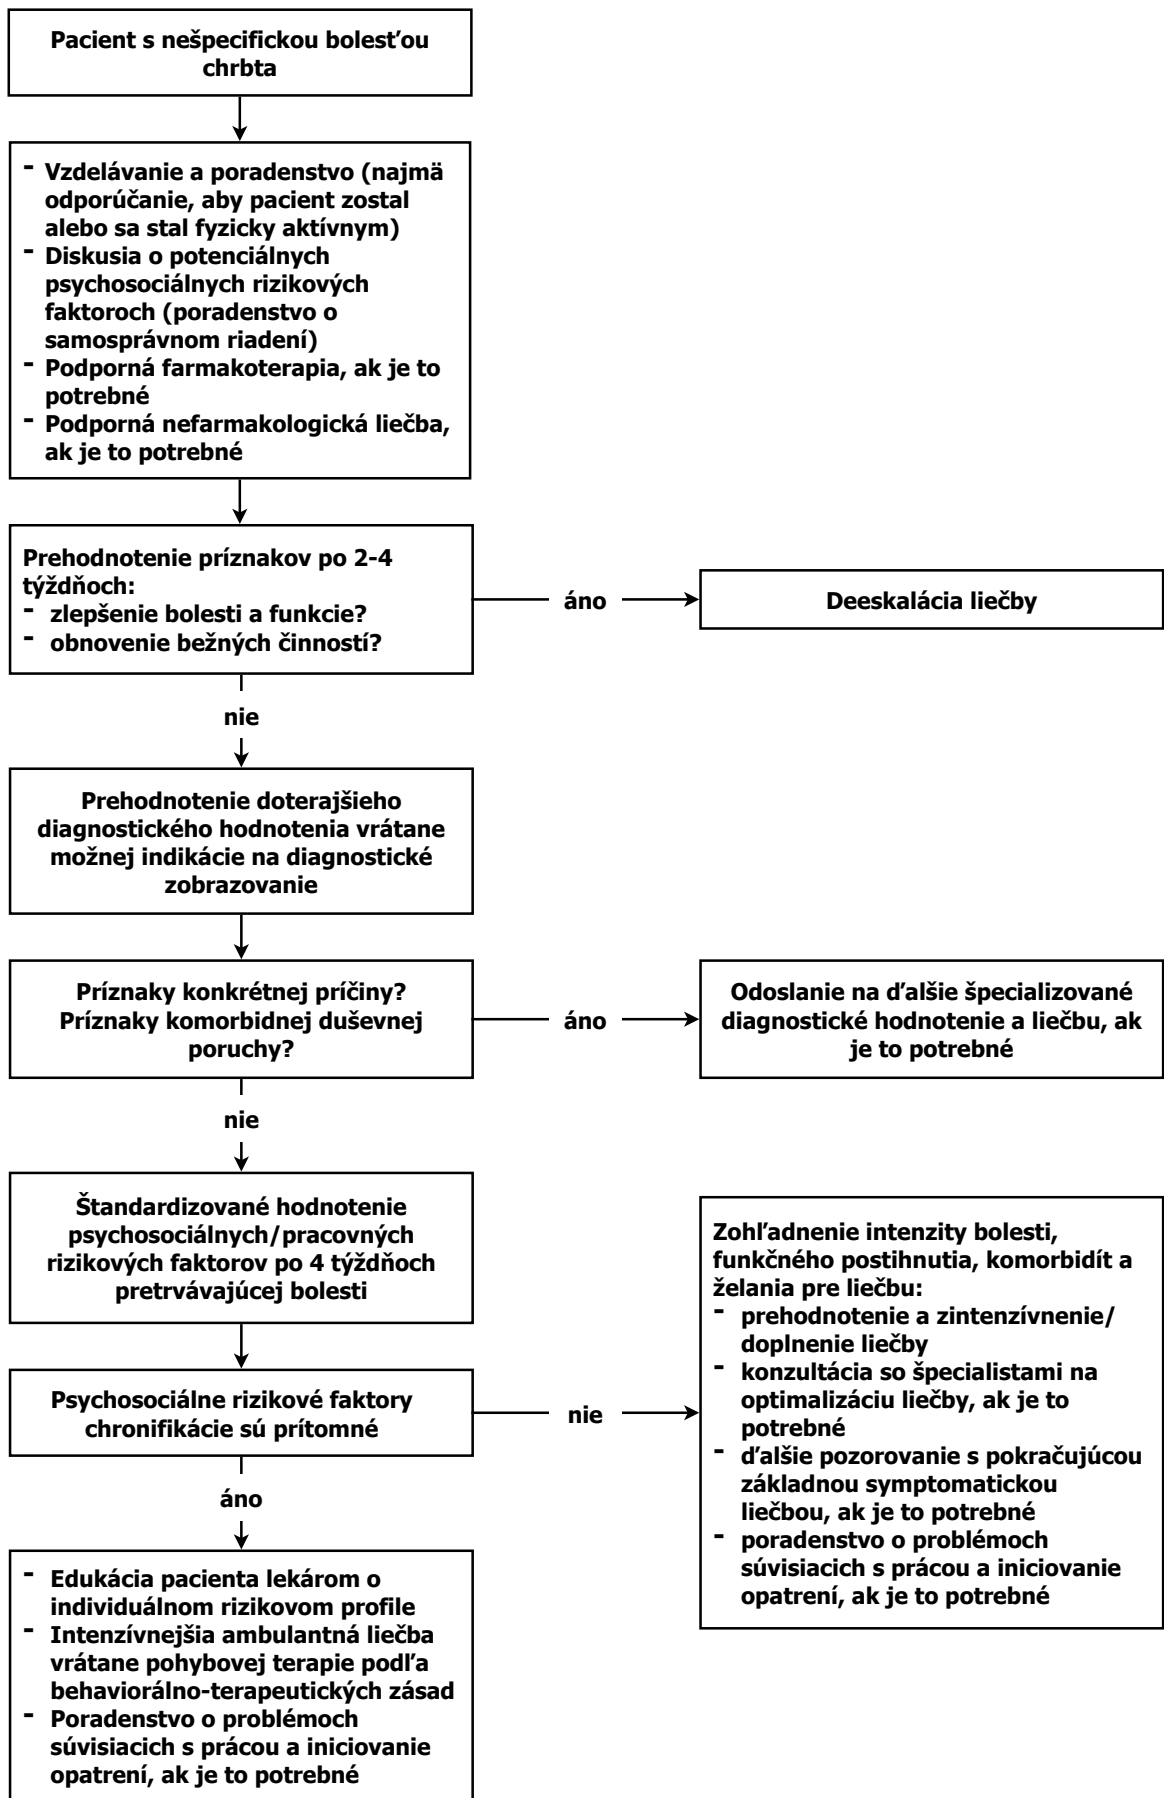 Pacient s nešpecifickou bolesťou
chrbta
- Vzdelávanie a poradenstvo (najmä
odporúčanie, aby pacient zostal
alebo sa stal fyzicky aktívnym)
- Diskusia o potenciálnych
psychosociálnych rizikových
faktoroch (poradenstvo o
samosprávnom riadení)
- Podporná farmakoterapia, ak je to
potrebné
- Podporná nefarmakologická liečba,
ak je to potrebné
Prehodnotenie príznakov po 2-4
týždňoch:
- zlepšenie bolesti a funkcie?
- obnovenie bežných činností?
áno
Deeskalácia liečby
nie
Prehodnotenie doterajšieho
diagnostického hodnotenia vrátane
možnej indikácie na diagnostické
zobrazovanie
Príznaky konkrétnej príčiny?
Príznaky komorbidnej duševnej
poruchy?
áno
Odoslanie na ďalšie špecializované
diagnostické hodnotenie a liečbu, ak
je to potrebné
nie
Štandardizované hodnotenie
psychosociálnych/pracovných
rizikových faktorov po 4 týždňoch
pretrvávajúcej bolesti
Psychosociálne rizikové faktory
chronifikácie sú prítomné
nie
Zohľadnenie intenzity bolesti,
funkčného postihnutia, komorbidít a
želania pre liečbu:
- prehodnotenie a zintenzívnenie/
doplnenie liečby
- konzultácia so špecialistami na
optimalizáciu liečby, ak je to
potrebné
- ďalšie pozorovanie s pokračujúcou
základnou symptomatickou
liečbou, ak je to potrebné
- poradenstvo o problémoch
súvisiacich s prácou a iniciovanie
opatrení, ak je to potrebné
áno
- Edukácia pacienta lekárom o
individuálnom rizikovom profile
- Intenzívnejšia ambulantná liečba
vrátane pohybovej terapie podľa
behaviorálno-terapeutických zásad
- Poradenstvo o problémoch
súvisiacich s prácou a iniciovanie
opatrení, ak je to potrebné